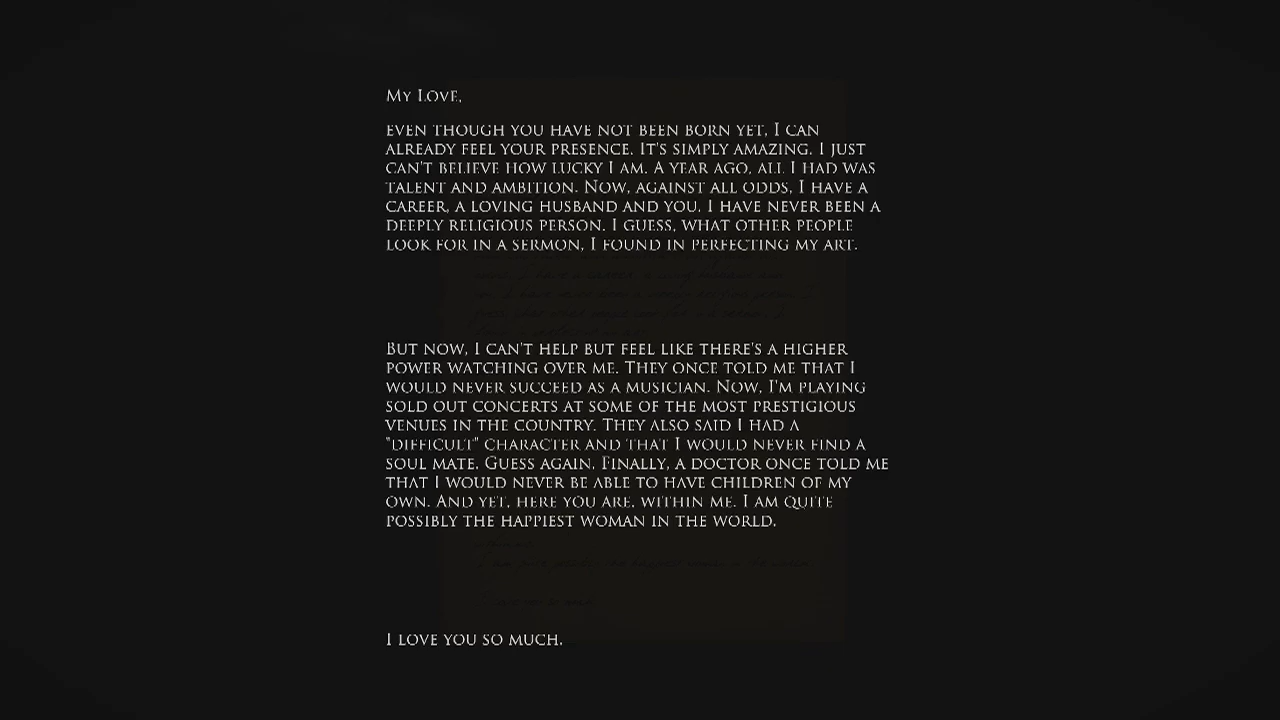 My Love,
even though you have not been born yet, I can
already feel your presence. It's simply amazing. I just
can't believe how lucky I am. A year ago, all I had was
talent and ambition. Now, against all odds, I have a
career, a loving husband and you. I have never been a
deeply religious person. I guess, what other people
look for in a sermon, I found in perfecting my art.
But now, I can't help but feel like there's a higher
power watching over me. They once told me that I
would never succeed as a musician. Now, I'm playing
sold out concerts at some of the most prestigious
venues in the country. They also said I had a
"difficult" character and that I would never find a
soul mate. Guess again. Finally, a doctor once told me
that I would never be able to have children of my
own. And yet, here you are, within me. I am quite
possibly the happiest woman in the world.
I love you so much.